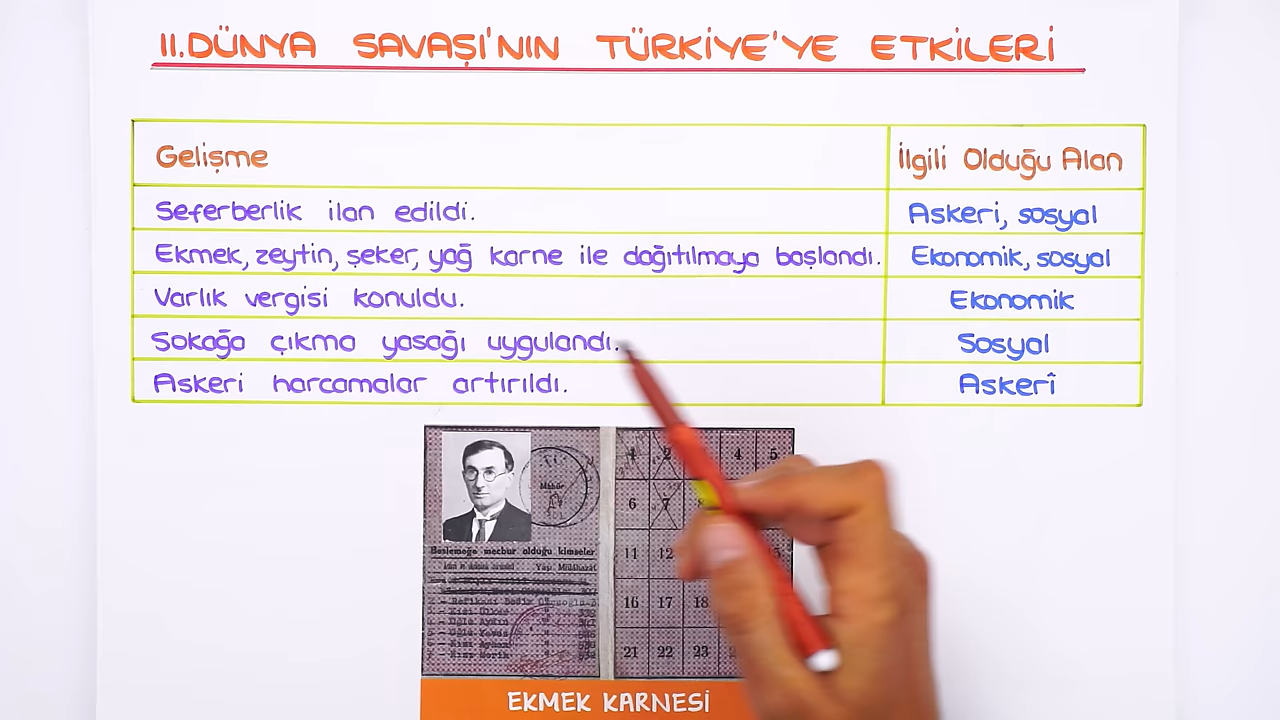 II.DÜNYA SAVAŞI'NIN TÜRKİYE'YE ETKİLERİ
Gelişme İlgili Olduğu Alan
Seferberlik ilan edildi. Askeri, sosyal
Ekmek, zeytin, şeker, yağ karne ile dağıtılmaya başlandı. Ekonomik, sosyal
Varlık vergisi konuldu. Ekonomik
Sokağa çıkma yasağı uygulandı. Sosyal
Askeri harcamalar artırıldı. Askerî
1 2 4 5
Mühür
6 7 8
Beslemeğe mecbur olduğu kimseler
11 12 15
16 17 18
21 22 23
EKMEK KARNESİ